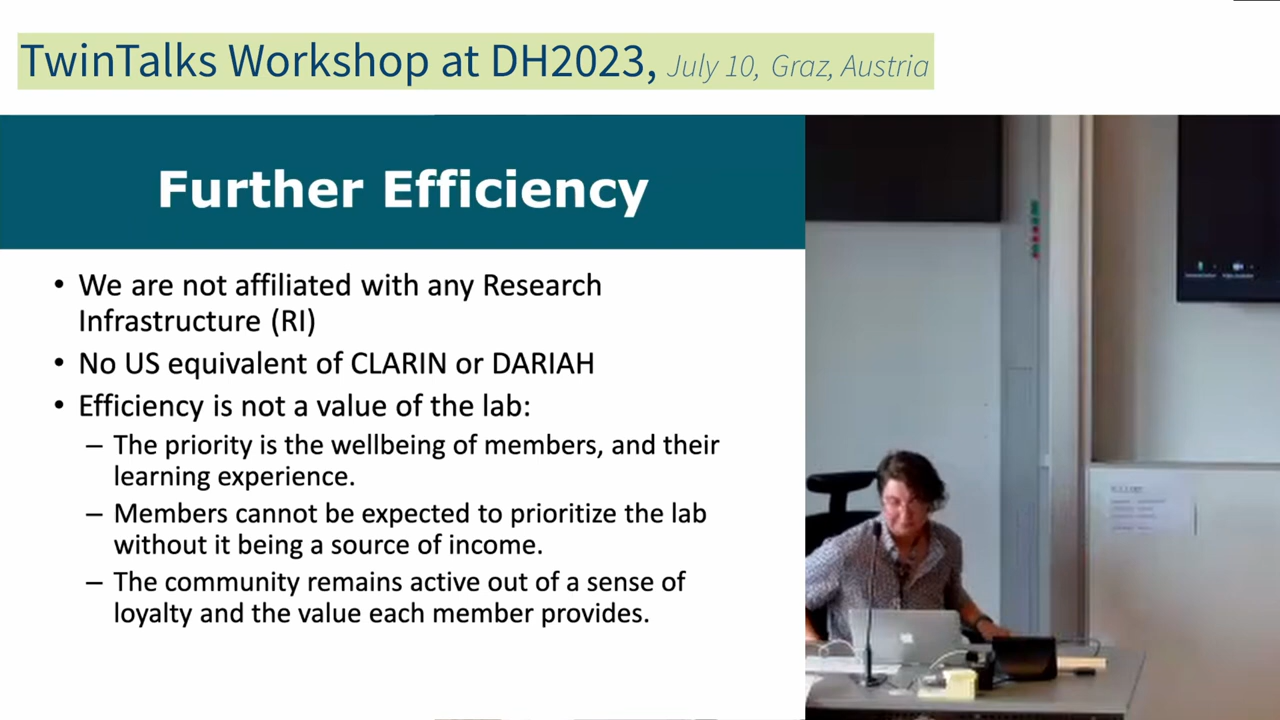 TwinTalks Workshop at DH2023, July 10, Graz, Austria
Further Efficiency
• We are not affiliated with any Research
Infrastructure (RI)
• No US equivalent of CLARIN or DARIAH
• Efficiency is not a value of the lab:
– The priority is the wellbeing of members, and their
learning experience.
– Members cannot be expected to prioritize the lab
without it being a source of income.
– The community remains active out of a sense of
loyalty and the value each member provides.